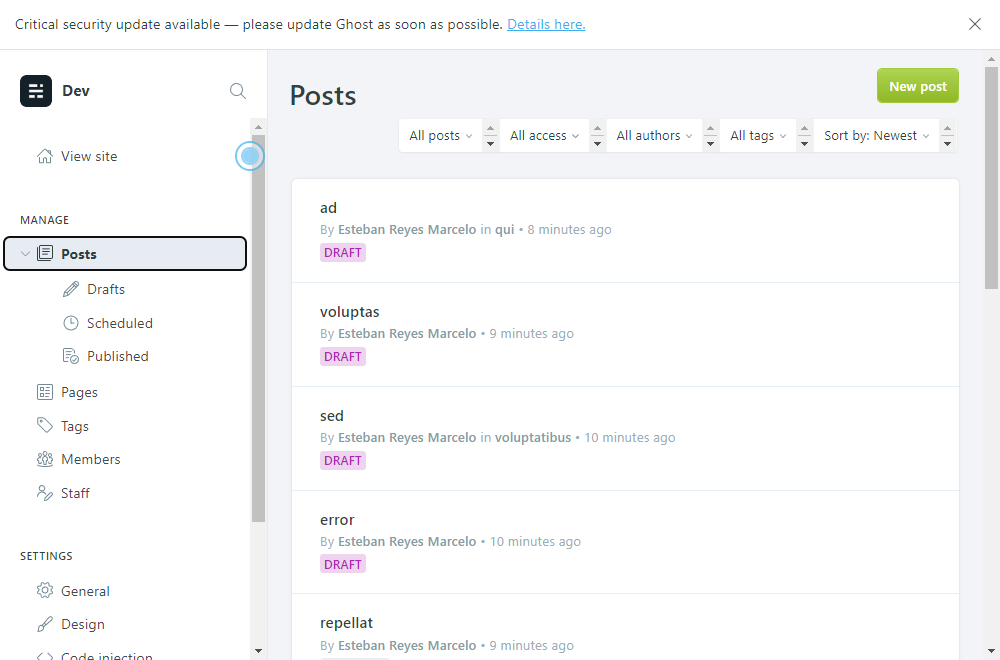 Critical security update available — please update Ghost as soon as possible. Details here.
Dev
View site
MANAGE
Posts
Drafts
Scheduled
Published
Pages
Tags
Members
Staff
SETTINGS
General
Design
Code injection
Posts
New post
All posts
All access
All authors
All tags
Sort by: Newest
ad
By Esteban Reyes Marcelo in qui • 8 minutes ago
DRAFT
voluptas
By Esteban Reyes Marcelo • 9 minutes ago
DRAFT
sed
By Esteban Reyes Marcelo in voluptatibus • 10 minutes ago
DRAFT
error
By Esteban Reyes Marcelo • 10 minutes ago
DRAFT
repellat
By Esteban Reyes Marcelo • 9 minutes ago